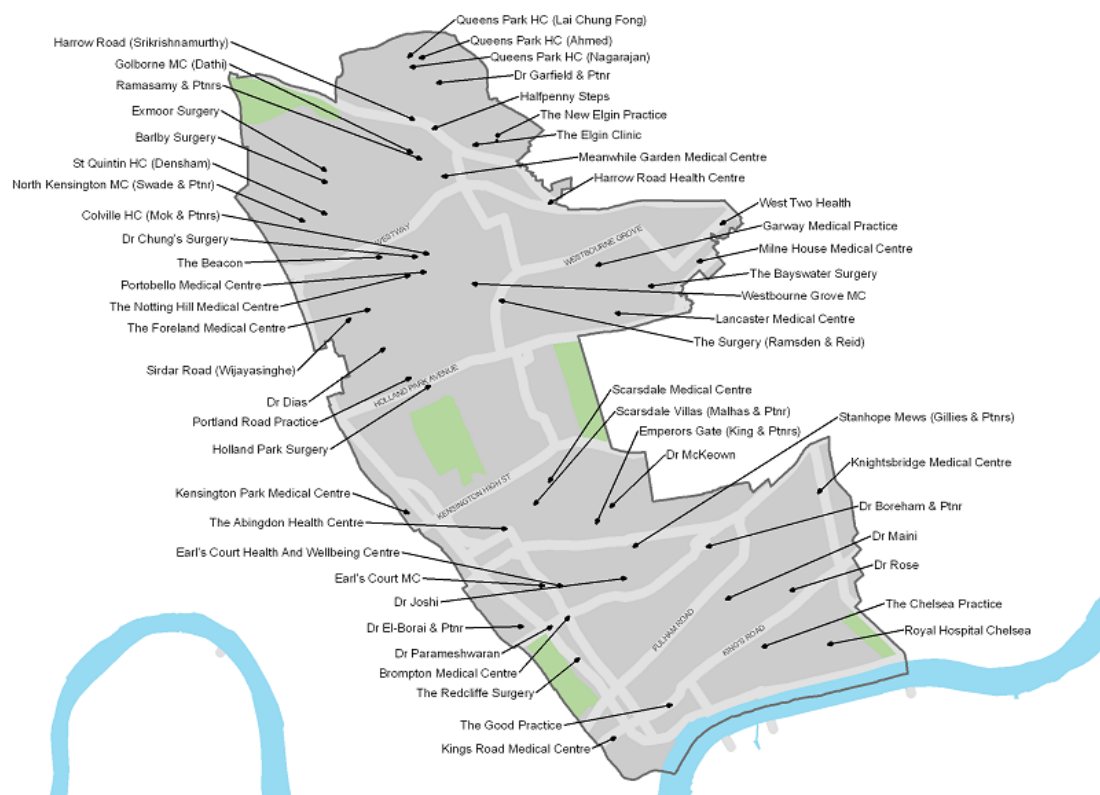 Queens Park HC (Lai Chung Fong)
Harrow Road (Srikrishnamurthy)
Queens Park HC (Ahmed)
Queens Park HC (Nagarajan)
Golborne MC (Dathi)
Dr Garfield & Ptnr
Ramasamy & Ptnrs
Halfpenny Steps
Exmoor Surgery
The New Elgin Practice
Barlby Surgery
The Elgin Clinic
St Quintin HC (Densham)
Meanwhile Garden Medical Centre
North Kensington MC (Swade & Ptnr)
Harrow Road Health Centre
Colville HC (Mok & Ptnrs)
West Two Health
WESTWAY
WESTBOURNE GROVE
Garway Medical Practice
Dr Chung's Surgery
Milne House Medical Centre
The Beacon
The Bayswater Surgery
Portobello Medical Centre
Westbourne Grove MC
The Notting Hill Medical Centre
Lancaster Medical Centre
The Foreland Medical Centre
The Surgery (Ramsden & Reid)
Sirdar Road (Wijayasinghe)
HOLLAND PARK AVENUE
Scarsdale Medical Centre
Dr Dias
Scarsdale Villas (Malhas & Ptnr)
Stanhope Mews (Gillies & Ptnrs)
Portland Road Practice
Emperors Gate (King & Ptnrs)
Holland Park Surgery
Dr McKeown
Knightsbridge Medical Centre
KENSINGTON HIGH ST
Kensington Park Medical Centre
Dr Boreham & Ptnr
The Abingdon Health Centre
Dr Maini
Earl's Court Health And Wellbeing Centre
Dr Rose
Earl's Court MC
Dr Joshi
The Chelsea Practice
Dr El-Borai & Ptnr
FULHAM ROAD
KING'S ROAD
Royal Hospital Chelsea
Dr Parameshwaran
Brompton Medical Centre
The Redcliffe Surgery
The Good Practice
Kings Road Medical Centre